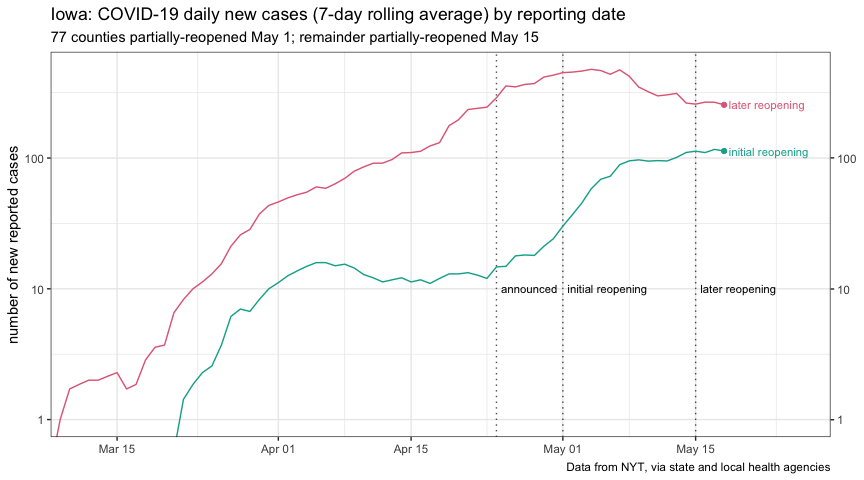 Iowa: COVID-19 daily new cases (7-day rolling average) by reporting date
77 counties partially-reopened May 1; remainder partially-reopened May 15
number of new reported cases
later reopening
initial reopening
100
100
announced
initial reopening
later reopening
10
10
1
1
Mar 15
Apr 01
Apr 15
May 01
May 15
Data from NYT, via state and local health agencies